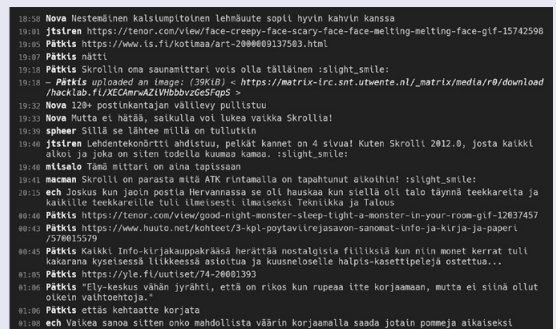 18:58 Nova Nestemäinen kalsiumpitoinen lehmäuute sopii hyvin kahvin kanssa
19:01 jtsiren https://tenor.com/view/face-creepy-face-scary-face-face-melting-melting-face-gif-15742598
19:05 Pätkis https://www.is.fi/kotimaa/art-2000009137503.html
19:07 Pätkis nätti
19:18 Pätkis Skrollin oma saunamittari vois olla tälläinen :slight_smile:
19:18 — Pätkis uploaded an image: (39KiB) < https://matrix-irc.snt.utwente.nl/_matrix/media/r0/download
/hacklab.fi/XECAmrwAZiVHbbbvzGeSFqpS >
19:32 Nova 120+ postinkantajan välilevy pullistuu
19:33 Nova Mutta ei hätää, saikulla voi lukea vaikka Skrollia!
19:39 spheer Sillä se lähtee millä on tullutkin
19:40 jtsiren Lehdentekönörtti ahdistuu, pelkät kannet on 4 sivua! Kuten Skrolli 2012.0, josta kaikki
alkoi ja joka on siten todella kuumaa kamaa. :slight_smile:
19:40 miisalo Tämä mittari on aina tapissaan
19:41 macman Skrolli on parasta mitä ATK rintamalla on tapahtunut aikoihin! :slight_smile:
20:15 ech Joskus kun jaoin postia Hervannassa se oli hauskaa kun siellä oli talo täynnä teekkareita ja
kaikille teekkareille tuli ilmeisesti ilmaiseksi Tekniikka ja Talous
00:40 Pätkis https://tenor.com/view/good-night-monster-sleep-tight-a-monster-in-your-room-gif-12037457
00:43 Pätkis https://www.huuto.net/kohteet/3-kpl-poytaviirejasavon-sanomat-info-ja-kirja-ja-paperi
/570015579
00:45 Pätkis Kaikki Info-kirjakauppakrääsä herättää nostalgisia fiiliksiä kun niin monet kerrat tuli
kakarana kyseisessä liikkeessä asioitua ja kuusneloselle halpis-kasettipelejä ostettua...
01:05 Pätkis https://yle.fi/uutiset/74-20001393
01:06 Pätkis "Ely-keskus vähän jyrähti, että on rikos kun rupeaa itte korjaamaan, mutta ei siinä ollut
oikein vaihtoehtoja."
01:06 Pätkis ettäs kehtaatte korjata
01:08 ech Vaikea sanoa sitten onko mahdollista väärin korjaamalla saada jotain pommeja aikaiseksi